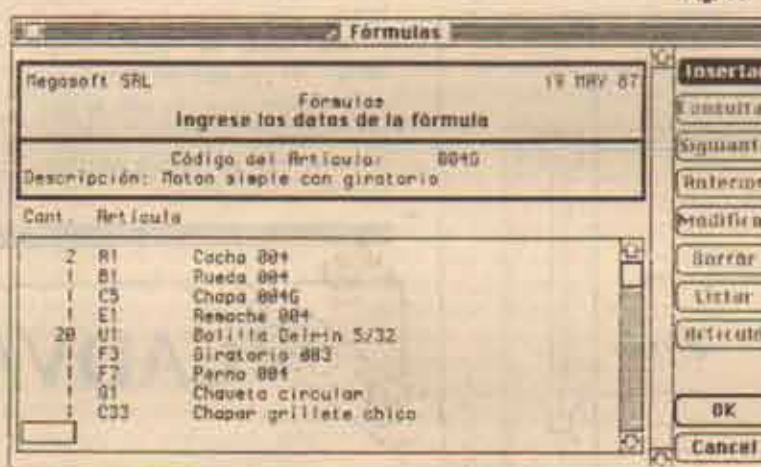 Fórmulas
Megasoft SRL 19 MAY 87
Fórmulas
Ingrese los datos de la fórmula
Código del Artículo: 004G
Descripción: Moton simple con giratorio
Cant. Artículo
2 R1 Cacha 004
1 B1 Rueda 004
1 C5 Chapa 004G
1 E1 Remache 004
20 U1 Bolilla Delrin 5/32
1 F3 Giratorio 003
1 F7 Perno 004
1 G1 Chaveta circular
1 C33 Chapar grillete chico
Insertar
Consulta
Siguiente
Anterior
Modificar
Borrar
Listar
Artículo
OK
Cancel